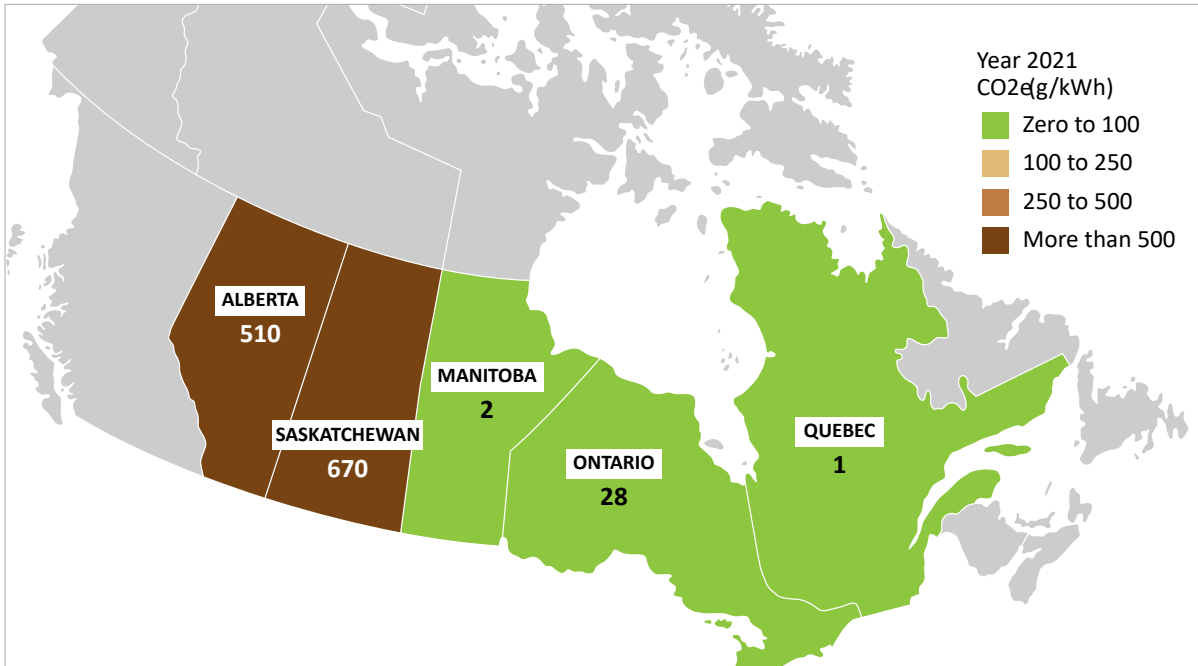 Year 2021
CO2e(g/kWh)
Zero to 100
100 to 250
250 to 500
More than 500
ALBERTA
510
MANITOBA
2
SASKATCHEWAN
670
ONTARIO
28
QUEBEC
1